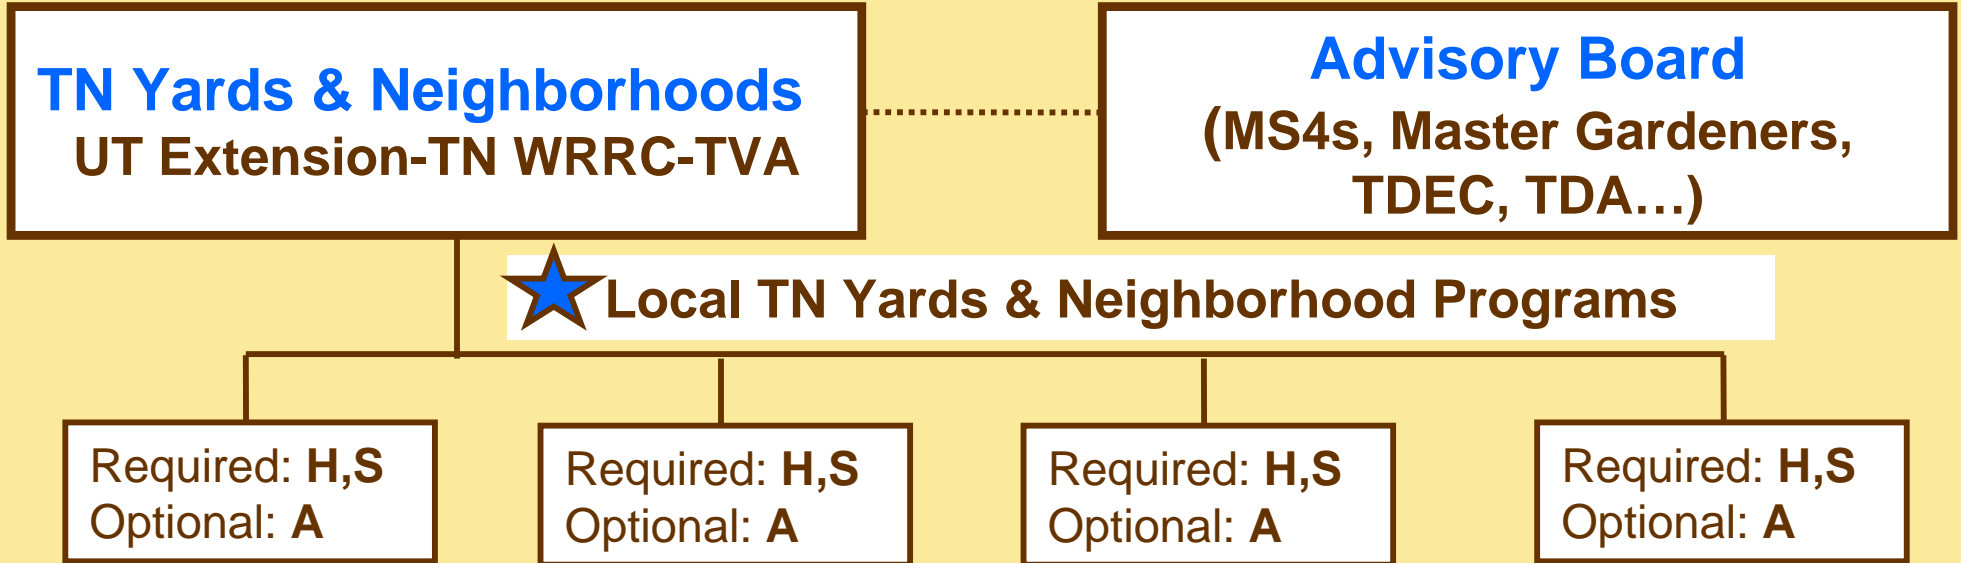 TN Yards & Neighborhoods
UT Extension-TN WRRC-TVA
Advisory Board
(MS4s, Master Gardeners,
TDEC, TDA…)
Local TN Yards & Neighborhood Programs
Required: H,S
Optional: A
Required: H,S
Optional: A
Required: H,S
Optional: A
Required: H,S
Optional: A